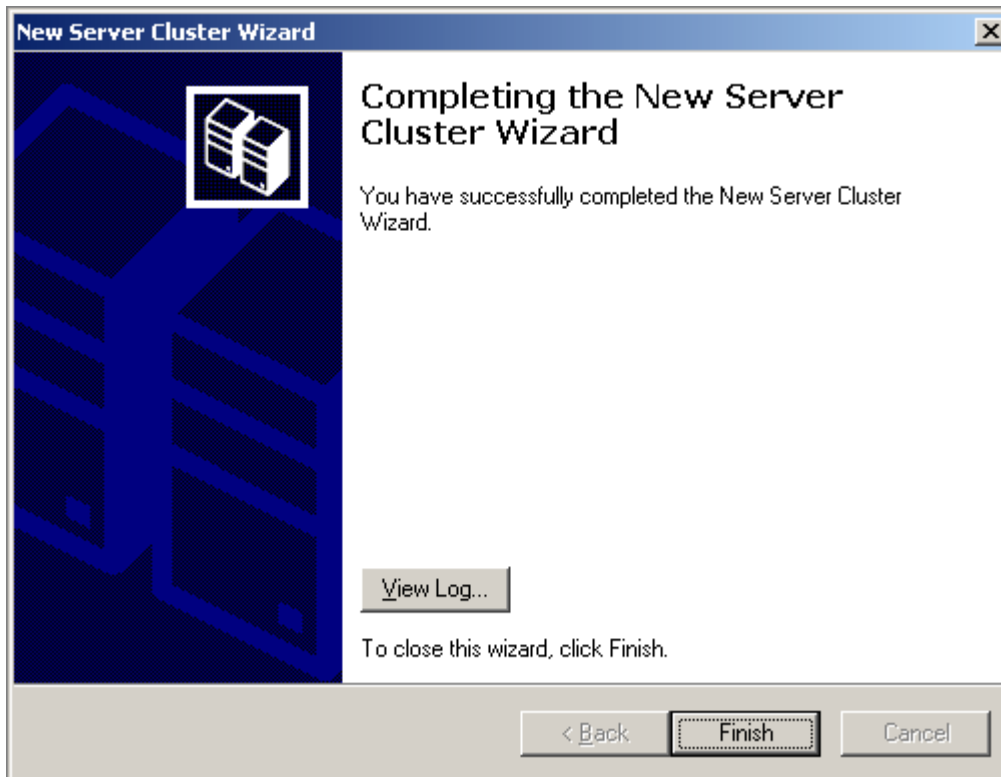 New Server Cluster Wizard
Completing the New Server
Cluster Wizard
You have successfully completed the New Server Cluster
Wizard.
View Log...
To close this wizard, click Finish.
< Back
Finish
Cancel